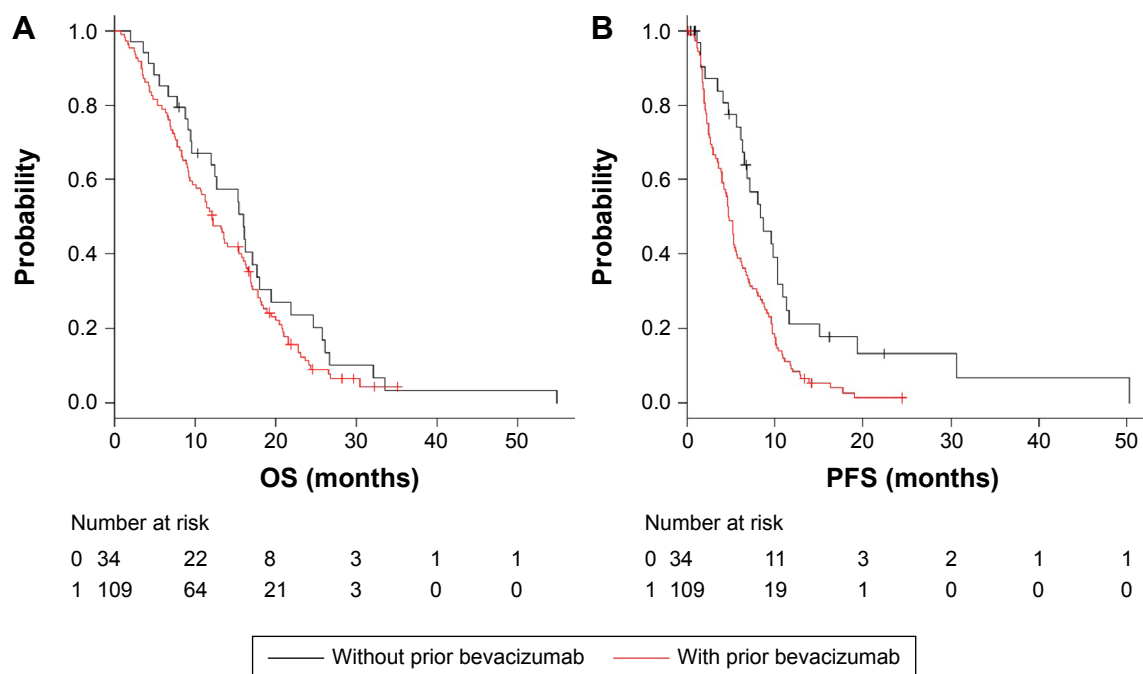 A
Probability
1.0
0.8
0.6
0.4
0.2
0.0
0 10 20 30 40 50
OS (months)
Number at risk
0 34 22 8 3 1 1
1 109 64 21 3 0 0
B
Probability
1.0
0.8
0.6
0.4
0.2
0.0
0 10 20 30 40 50
PFS (months)
Number at risk
0 34 11 3 2 1 1
1 109 19 1 0 0 0
Without prior bevacizumab With prior bevacizumab